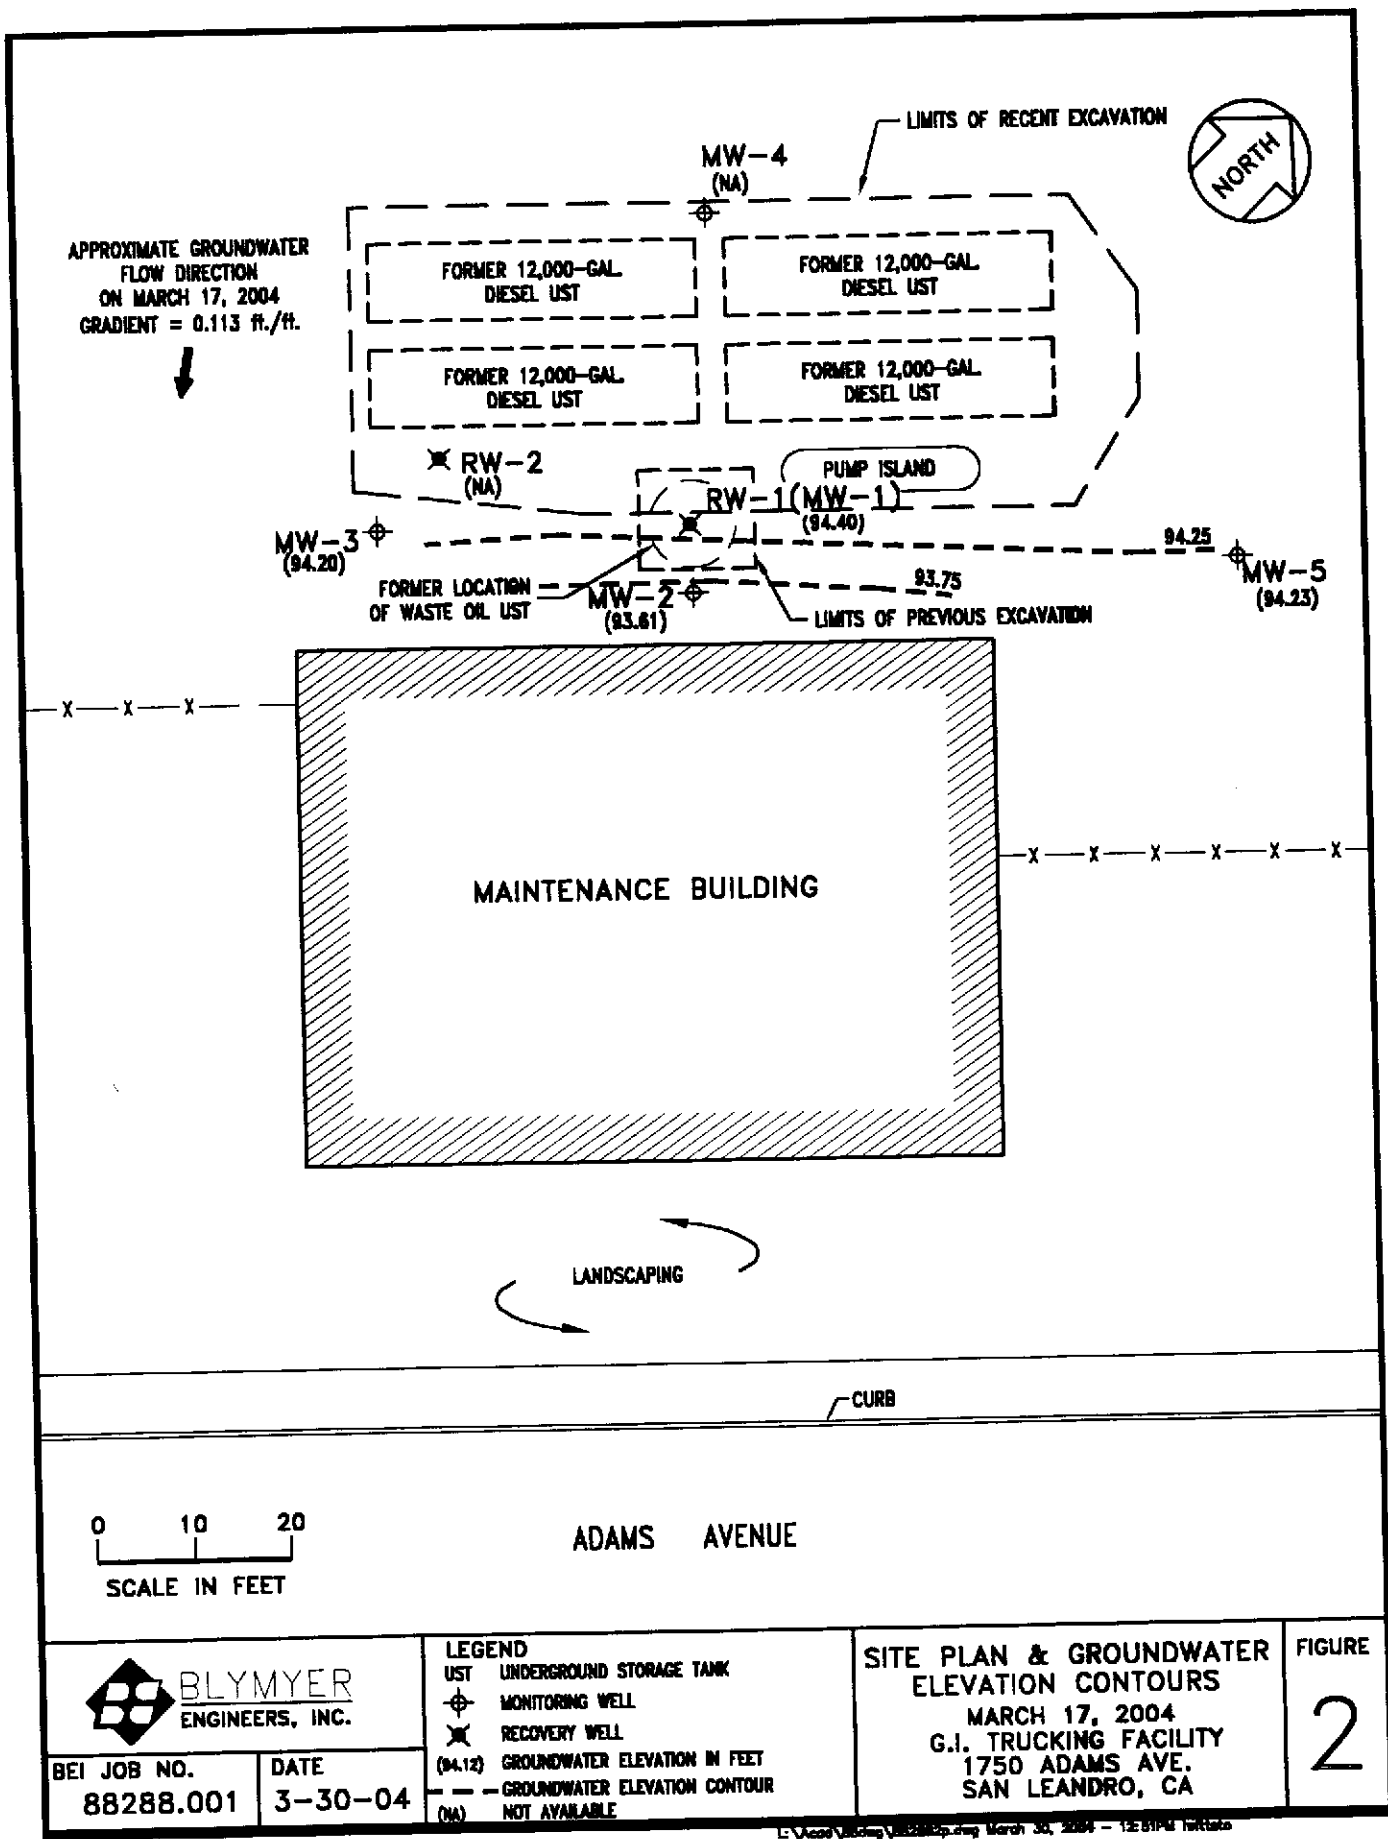 LIMITS OF RECENT EXCAVATION
NORTH
MW-4
(NA)
APPROXIMATE GROUNDWATER
FLOW DIRECTION
ON MARCH 17, 2004
GRADIENT = 0.113 ft./ft.
FORMER 12,000-GAL.
DIESEL UST
FORMER 12,000-GAL.
DIESEL UST
FORMER 12,000-GAL.
DIESEL UST
FORMER 12,000-GAL.
DIESEL UST
RW-2
(NA)
PUMP ISLAND
RW-1(MW-1)
(94.40)
MW-3
(94.20)
94.25
MW-5
(94.23)
FORMER LOCATION
OF WASTE OIL UST
MW-2
(93.61)
93.75
LIMITS OF PREVIOUS EXCAVATION
X X X
MAINTENANCE BUILDING
X X X X X X
LANDSCAPING
CURB
0 10 20
SCALE IN FEET
ADAMS AVENUE
BLYMYER
ENGINEERS, INC.
BEI JOB NO.
88288.001
DATE
3-30-04
LEGEND
UST UNDERGROUND STORAGE TANK
MONITORING WELL
RECOVERY WELL
(94.12) GROUNDWATER ELEVATION IN FEET
GROUNDWATER ELEVATION CONTOUR
(NA) NOT AVAILABLE
SITE PLAN & GROUNDWATER
ELEVATION CONTOURS
MARCH 17, 2004
G.I. TRUCKING FACILITY
1750 ADAMS AVE.
SAN LEANDRO, CA
FIGURE
2
March 30, 2004 - 12:51PM